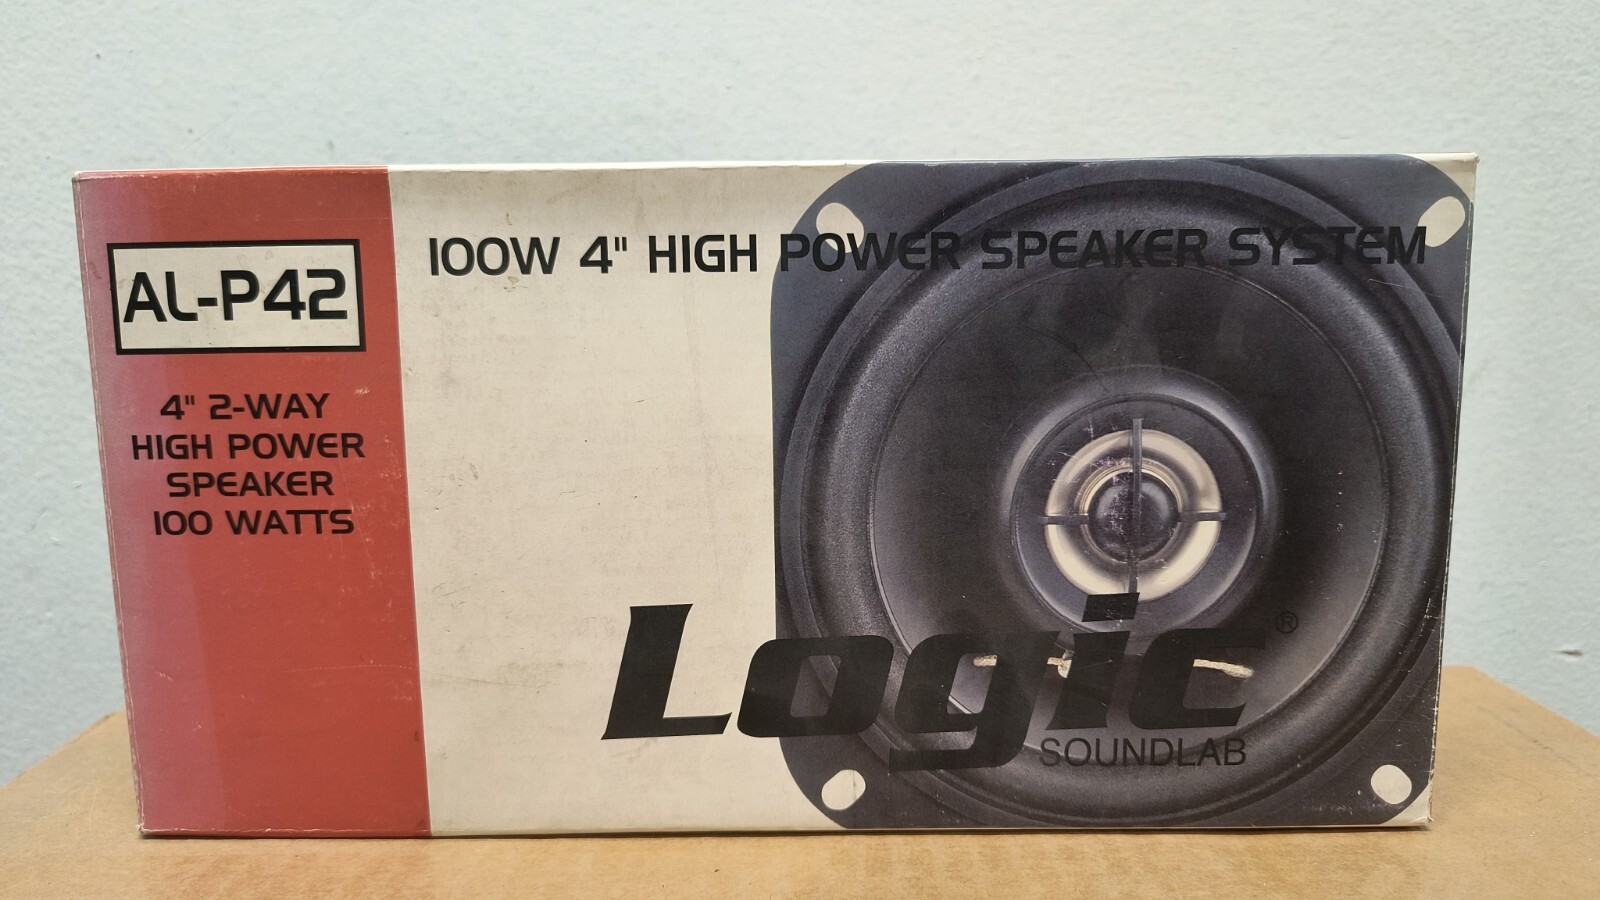 AL-P42
4" 2-WAY
HIGH POWER
SPEAKER
100 WATTS
100W 4" HIGH POWER SPEAKER SYSTEM
Logic®
SOUNDLAB